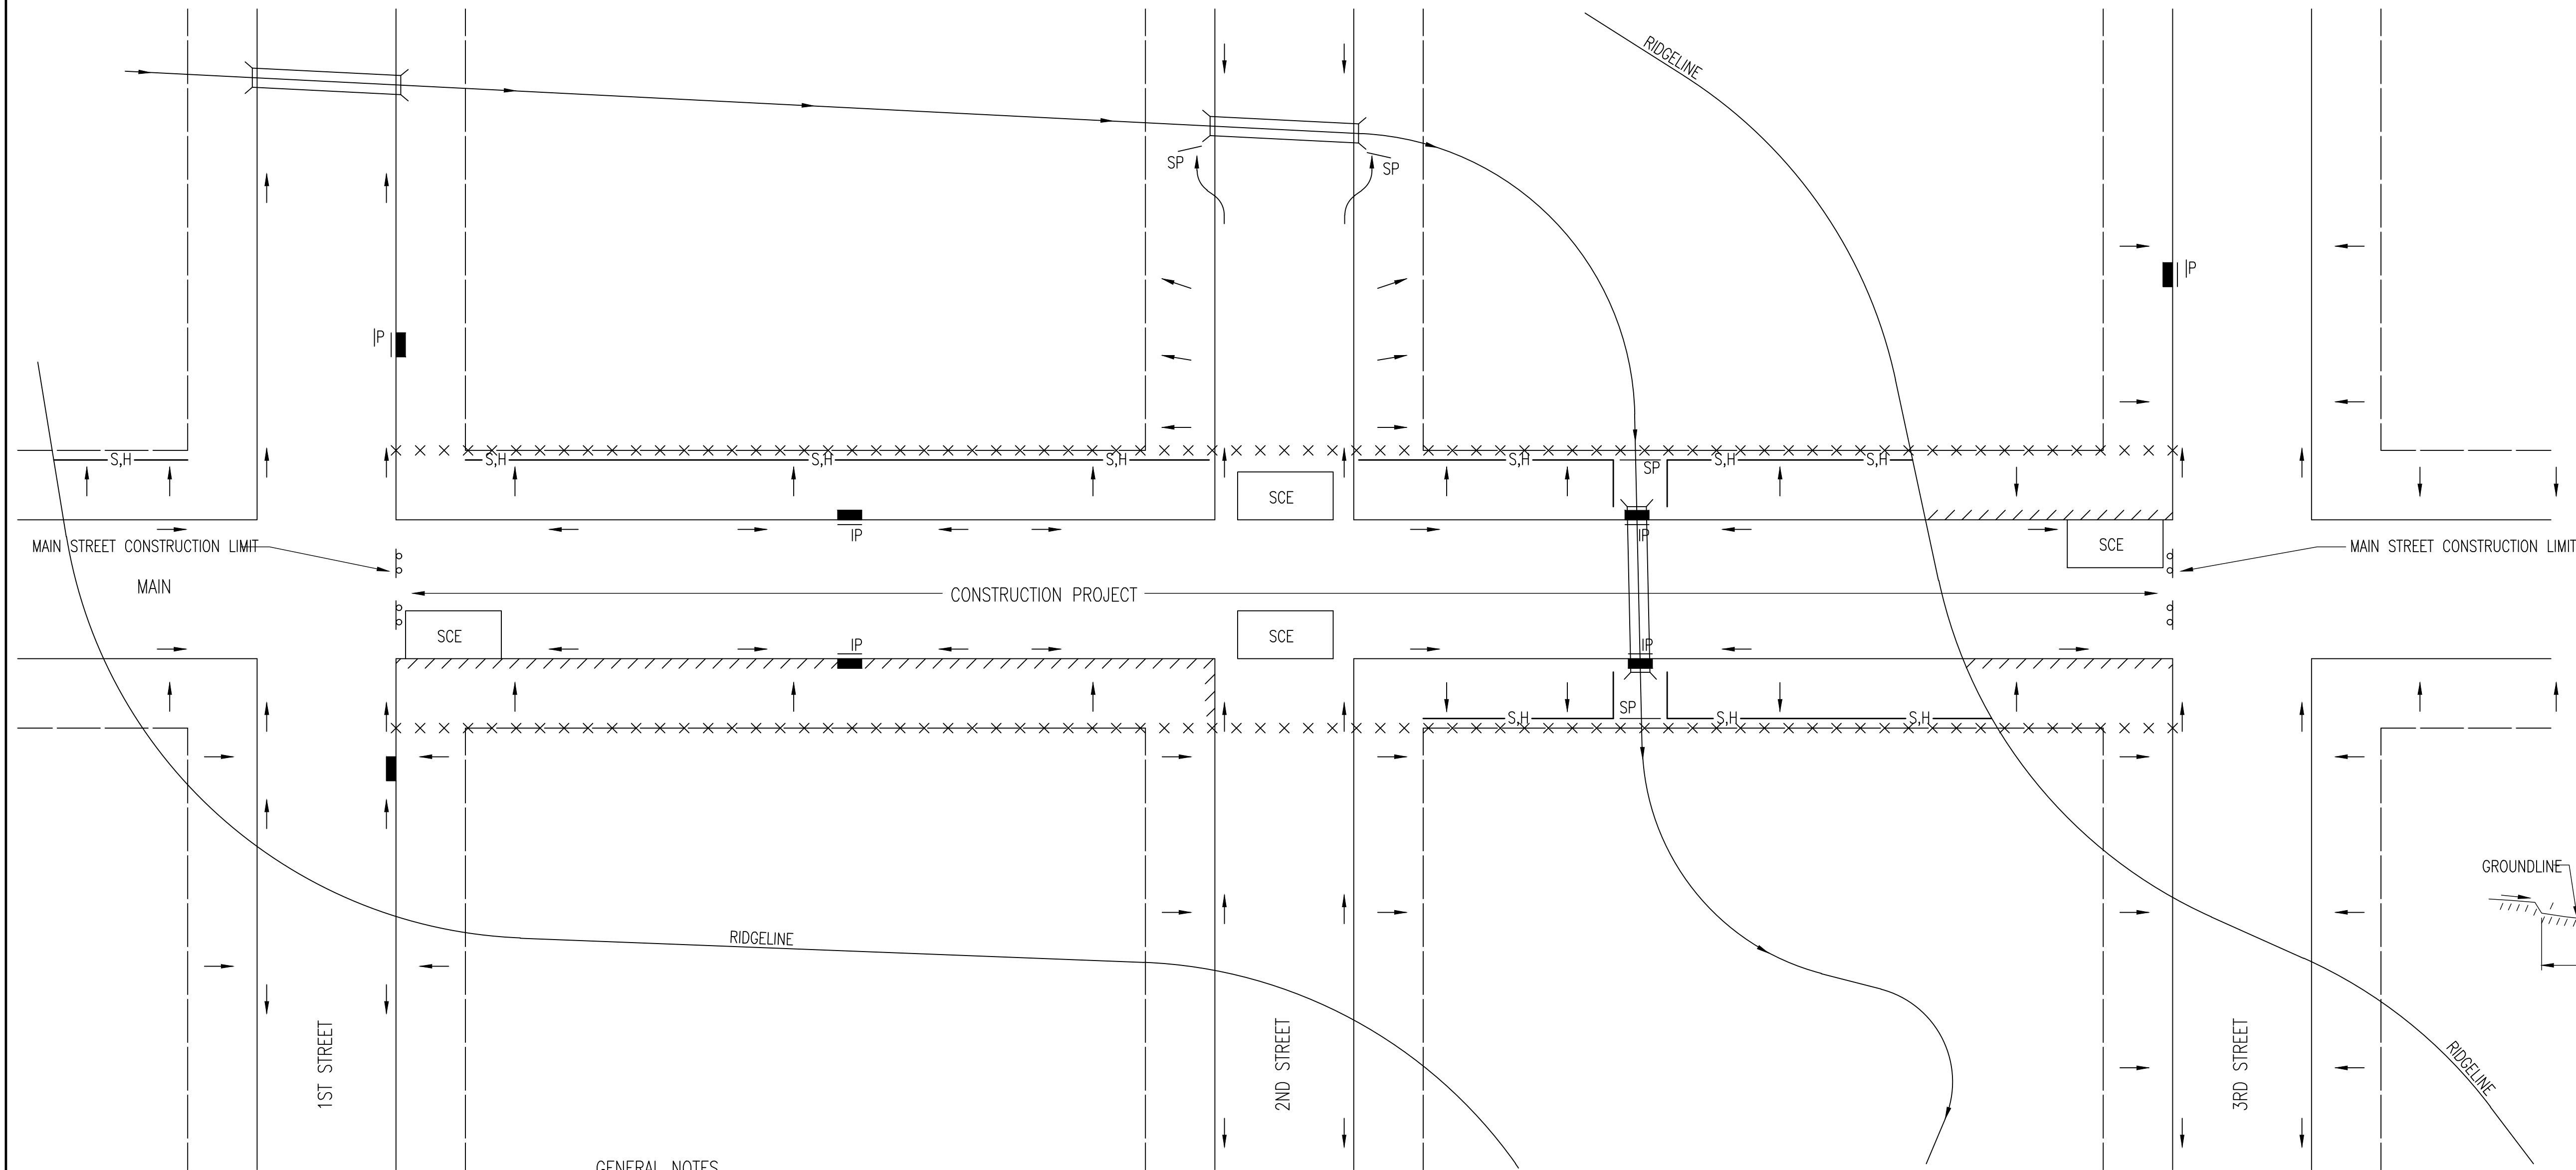 RIDGELINE
SP
SP
IP
IP
S,H
S,H
S,H
S,H
S,H
SP
S,H
S,H
SCE
IP
IP
SCE
MAIN STREET CONSTRUCTION LIMIT
MAIN STREET CONSTRUCTION LIMIT
MAIN
CONSTRUCTION PROJECT
SCE
SCE
IP
IP
SP
S,H
S,H
S,H
GROUNDLINE
RIDGELINE
1ST STREET
2ND STREET
3RD STREET
RIDGELINE
GENERAL NOTES